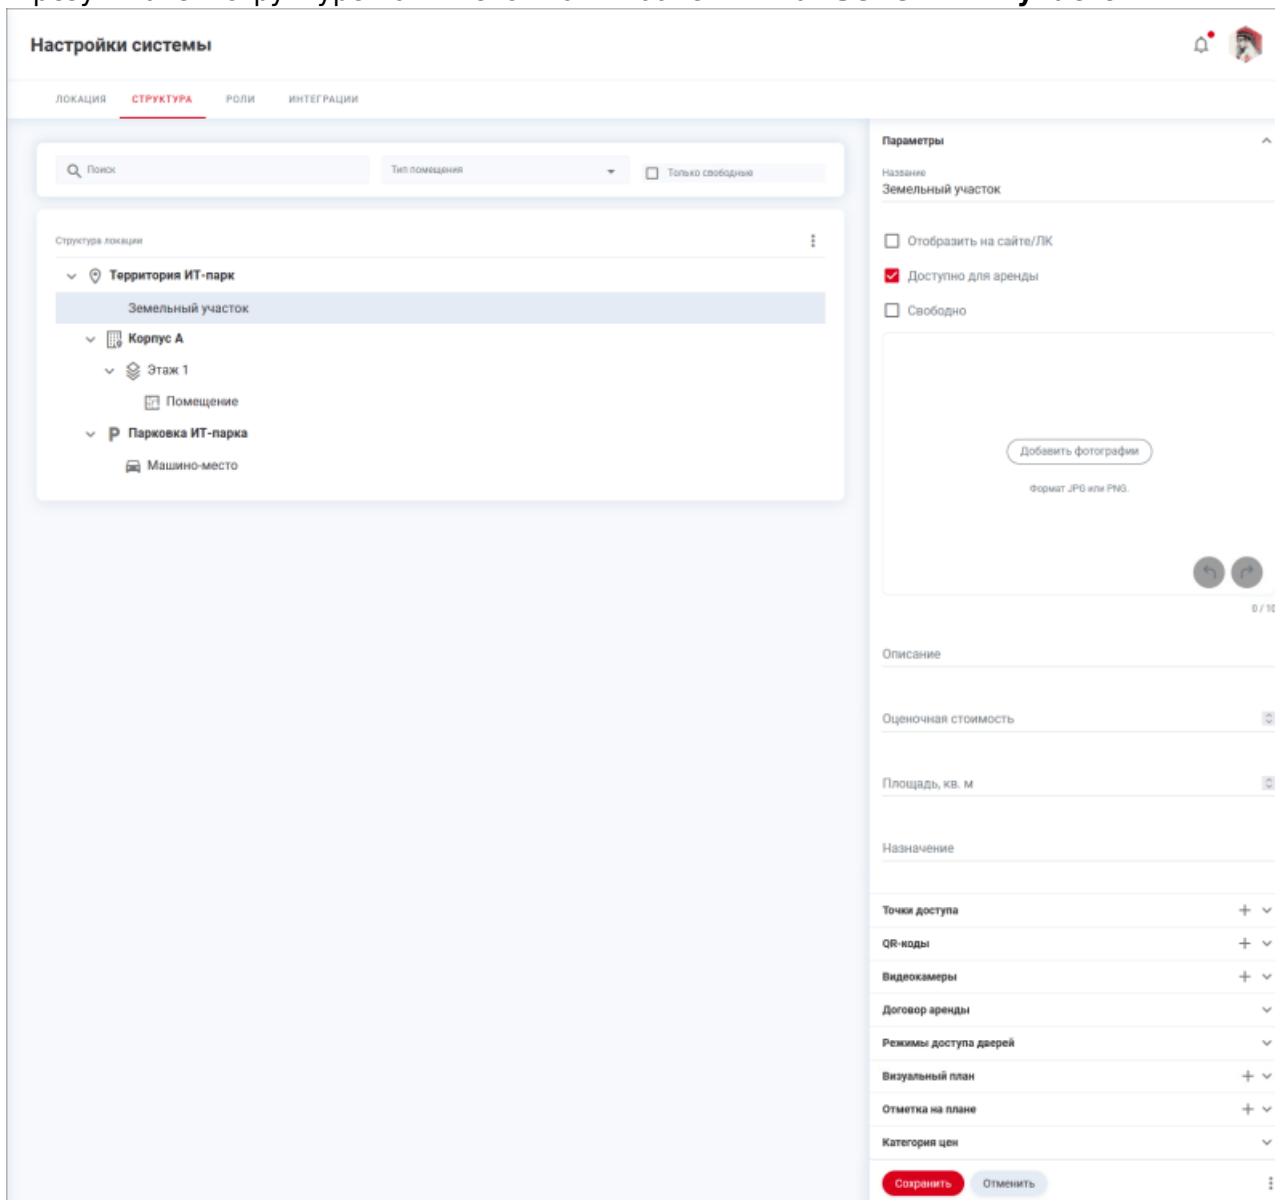 Настройки системы
ЛОКАЦИЯ СТРУКТУРА РОЛИ ИНТЕГРАЦИИ
Поиск Тип помещения Только свободные
Структура локации
Территория ИТ-парк
Земельный участок
Корпус А
Этаж 1
Помещение
P Парковка ИТ-парка
Машино-место
Параметры
Название
Земельный участок
Отобразить на сайте/ЛК
Доступно для аренды
Свободно
Добавить фотографии
Формат JPG или PNG.
0 / 10
Описание
Оценочная стоимость
Площадь, кв. м
Назначение
Точки доступа
QR-коды
Видеокамеры
Договор аренды
Режимы доступа дверей
Визуальный план
Отметка на плане
Категория цен
Сохранить Отменить